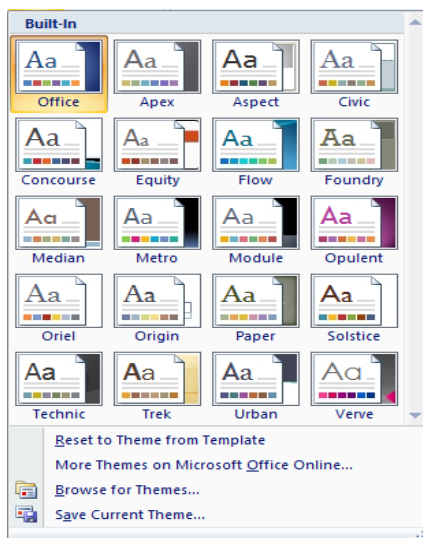 Built-In
Aa Aa Aa Aa
Office Apex Aspect Civic
Aa Aa Aa Aa
Concourse Equity Flow Foundry
Aa Aa Aa Aa
Median Metro Module Opulent
Aa Aa Aa Aa
Oriel Origin Paper Solstice
Aa Aa Aa Aa
Technic Trek Urban Verve
Reset to Theme from Template
More Themes on Microsoft Office Online...
Browse for Themes...
Save Current Theme...